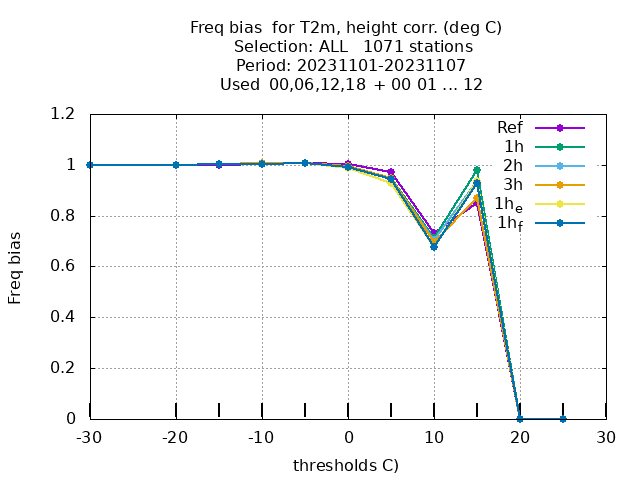 Freq bias  for T2m, height corr. (deg C)
Selection: ALL   1071 stations
Period: 20231101-20231107
Used  00,06,12,18  + 00 01 ... 12
Freq bias
1.2
1
0.8
0.6
0.4
0.2
0
-30
-20
-10
0
10
20
30
thresholds C)
Ref
1h
2h
3h
1he
1hf